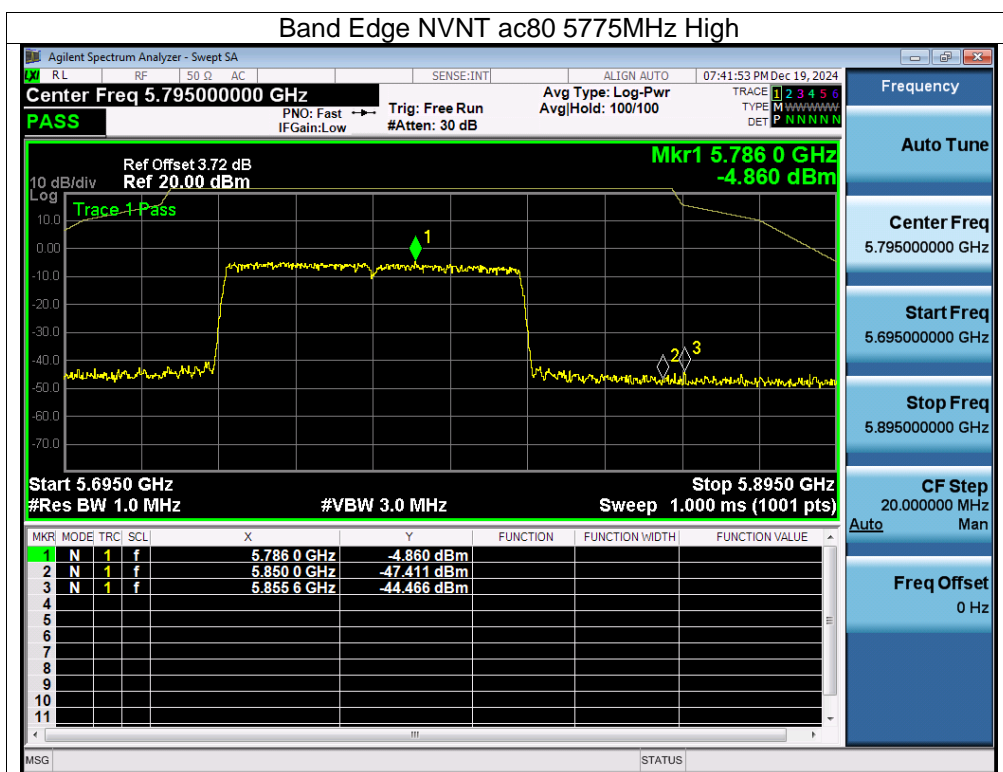 Band Edge NVNT ac80 5775MHz High
Agilent Spectrum Analyzer - Swept SA
LXI RL RF 50 Ω AC SENSE:INT ALIGN AUTO 07:41:53 PM Dec 19, 2024
Center Freq 5.795000000 GHz
PASS
PNO: Fast
IFGain:Low
Trig: Free Run
#Atten: 30 dB
Avg Type: Log-Pwr
Avg|Hold: 100/100
TRACE 1 2 3 4 5 6
TYPE M WWWWW
DET P N N N N N
Mkr1 5.786 0 GHz
-4.860 dBm
Ref Offset 3.72 dB
10 dB/div Ref 20.00 dBm
Log
Trace 1 Pass
10.0
0.00
-10.0
-20.0
-30.0
-40.0
-50.0
-60.0
-70.0
1
2
3
Start 5.6950 GHz Stop 5.8950 GHz
#Res BW 1.0 MHz #VBW 3.0 MHz Sweep 1.000 ms (1001 pts)
MKR MODE TRC SCL X Y FUNCTION FUNCTION WIDTH FUNCTION VALUE
1 N 1 f 5.786 0 GHz -4.860 dBm
2 N 1 f 5.850 0 GHz -47.411 dBm
3 N 1 f 5.855 6 GHz -44.466 dBm
4
5
6
7
8
9
10
11
MSG STATUS
Frequency
Auto Tune
Center Freq
5.795000000 GHz
Start Freq
5.695000000 GHz
Stop Freq
5.895000000 GHz
CF Step
20.000000 MHz
Auto Man
Freq Offset
0 Hz